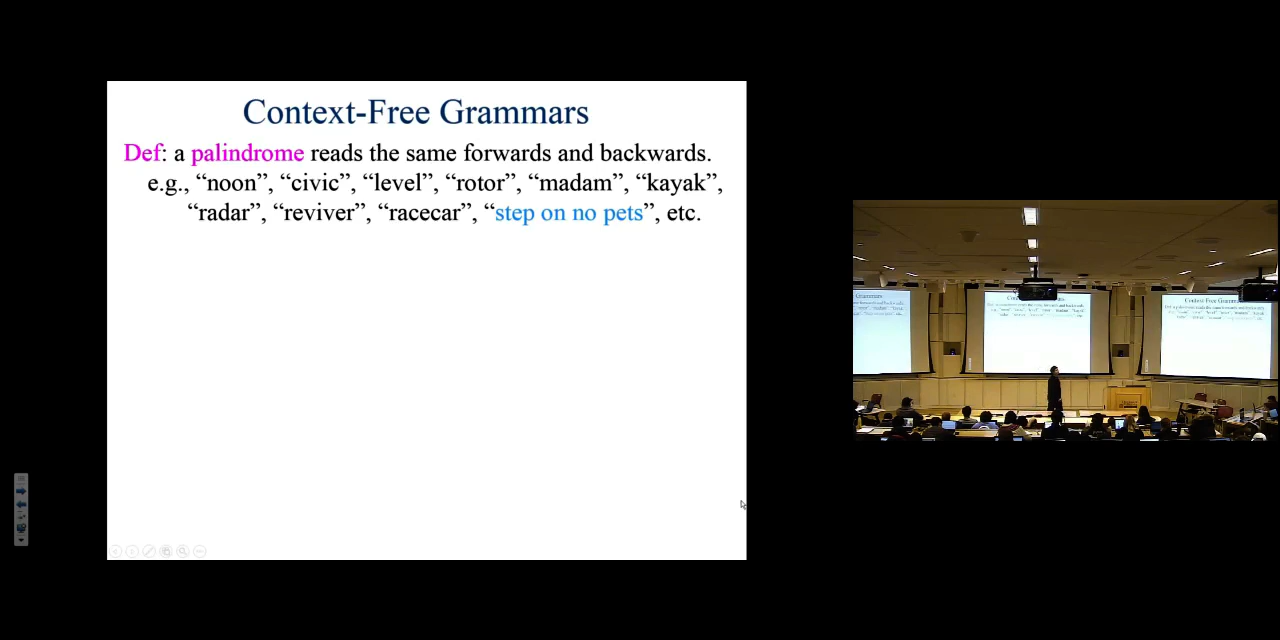 Context-Free Grammars
Def: a palindrome reads the same forwards and backwards.
e.g., “noon”, “civic”, “level”, “rotor”, “madam”, “kayak”,
“radar”, “reviver”, “racecar”, “step on no pets”, etc.